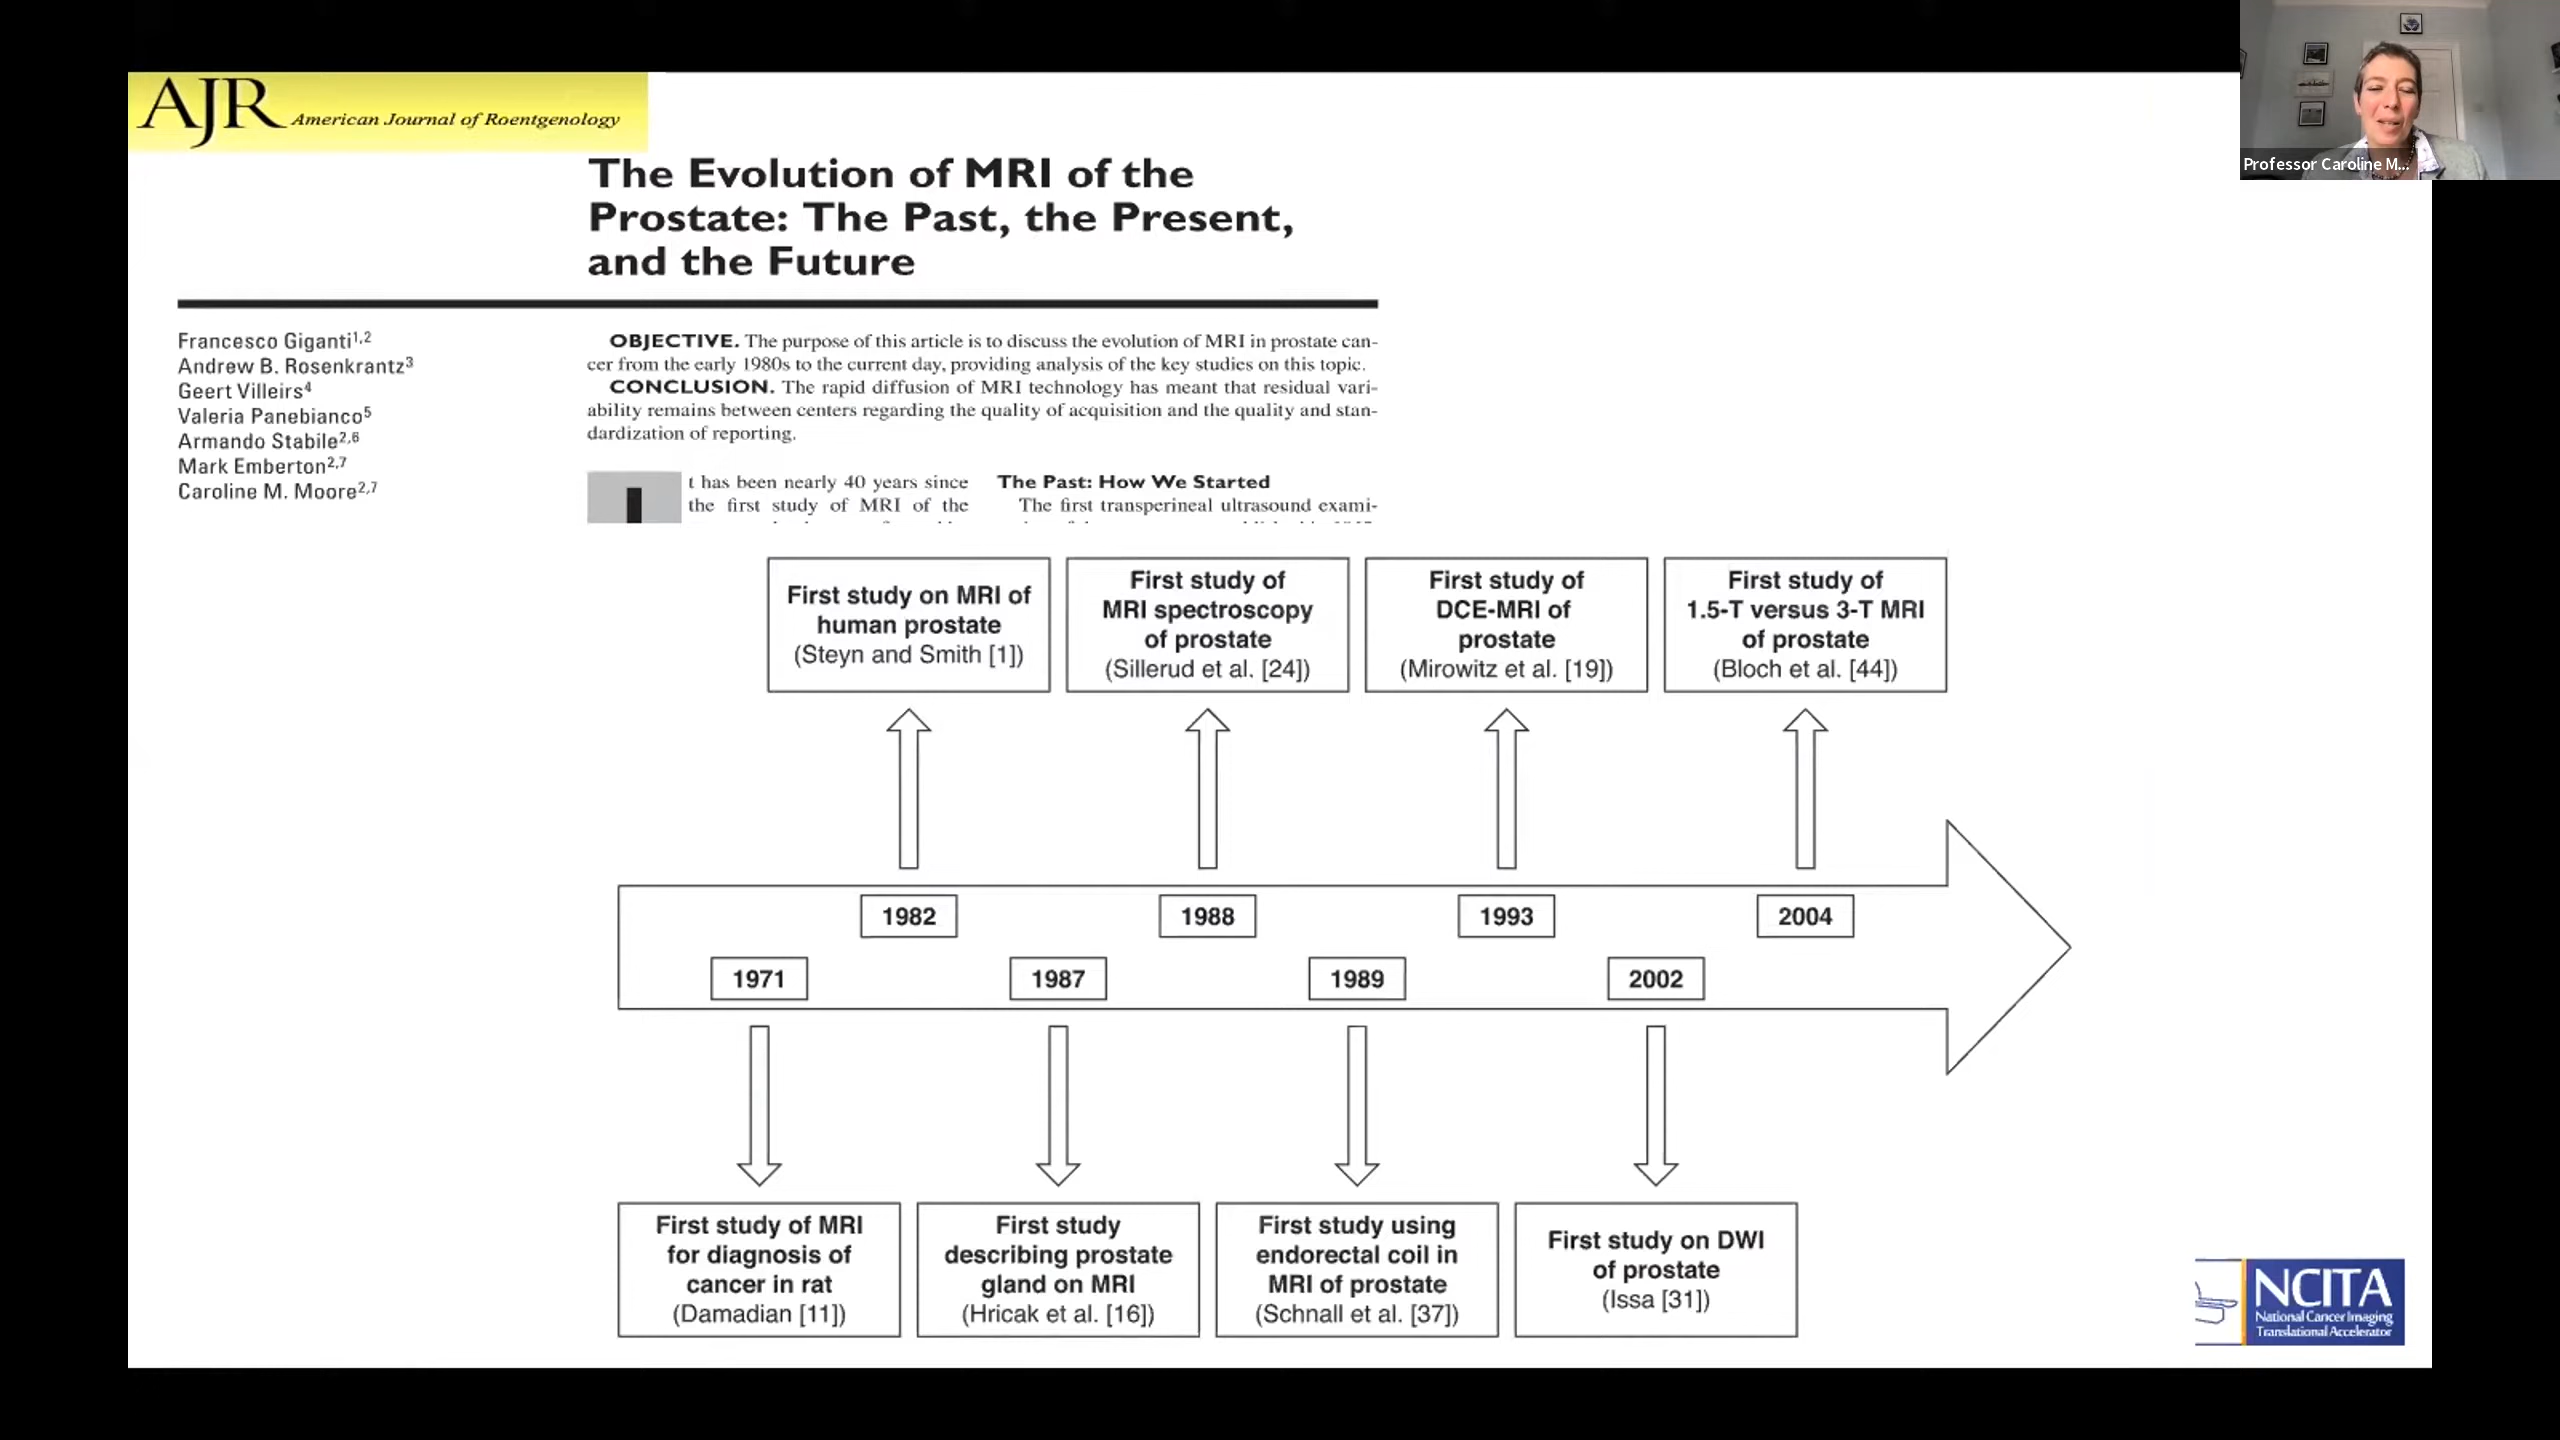 AJR American Journal of Roentgenology
Professor Caroline M...
The Evolution of MRI of the
Prostate: The Past, the Present,
and the Future
Francesco Giganti1,2
Andrew B. Rosenkrantz3
Geert Villeirs4
Valeria Panebianco5
Armando Stabile2,6
Mark Emberton2,7
Caroline M. Moore2,7
OBJECTIVE. The purpose of this article is to discuss the evolution of MRI in prostate can-
cer from the early 1980s to the current day, providing analysis of the key studies on this topic.
CONCLUSION. The rapid diffusion of MRI technology has meant that residual vari-
ability remains between centers regarding the quality of acquisition and the quality and stan-
dardization of reporting.
It has been nearly 40 years since
the first study of MRI of the
The Past: How We Started
The first transperineal ultrasound exami-
First study on MRI of
human prostate
(Steyn and Smith [1])
First study of
MRI spectroscopy
of prostate
(Sillerud et al. [24])
First study of
DCE-MRI of
prostate
(Mirowitz et al. [19])
First study of
1.5-T versus 3-T MRI
of prostate
(Bloch et al. [44])
1982
1988
1993
2004
1971
1987
1989
2002
First study of MRI
for diagnosis of
cancer in rat
(Damadian [11])
First study
describing prostate
gland on MRI
(Hricak et al. [16])
First study using
endorectal coil in
MRI of prostate
(Schnall et al. [37])
First study on DWI
of prostate
(Issa [31])
NCITA
National Cancer Imaging
Translational Accelerator